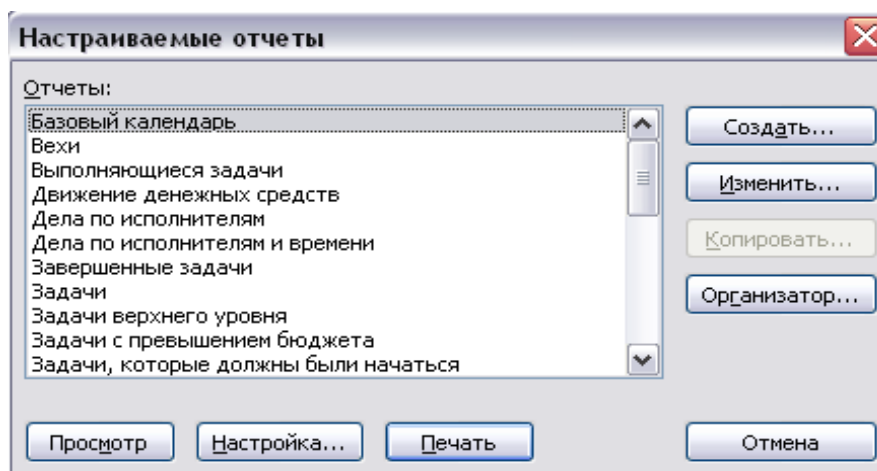 Настраиваемые отчеты
Отчеты:
Базовый календарь
Вехи
Выполняющиеся задачи
Движение денежных средств
Дела по исполнителям
Дела по исполнителям и времени
Завершенные задачи
Задачи
Задачи верхнего уровня
Задачи с превышением бюджета
Задачи, которые должны были начаться
Создать...
Изменить...
Копировать...
Организатор...
Просмотр Настройка... Печать Отмена